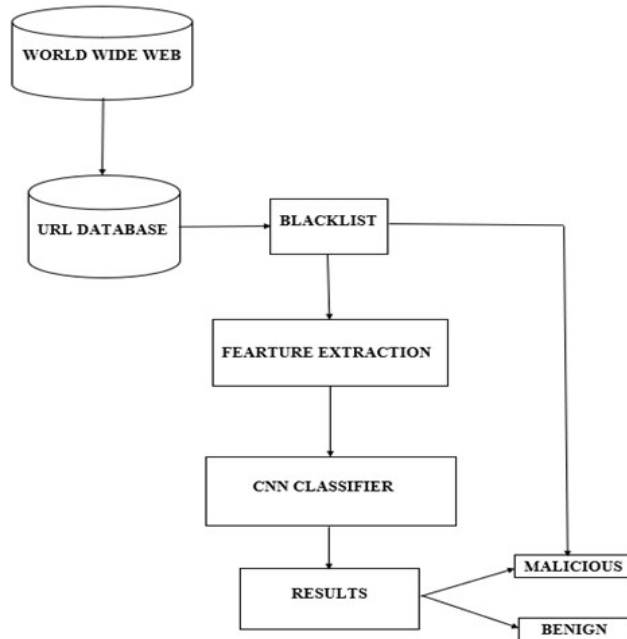 WORLD WIDE WEB
URL DATABASE
BLACKLIST
FEARTURE EXTRACTION
CNN CLASSIFIER
RESULTS
MALICIOUS
BENIGN